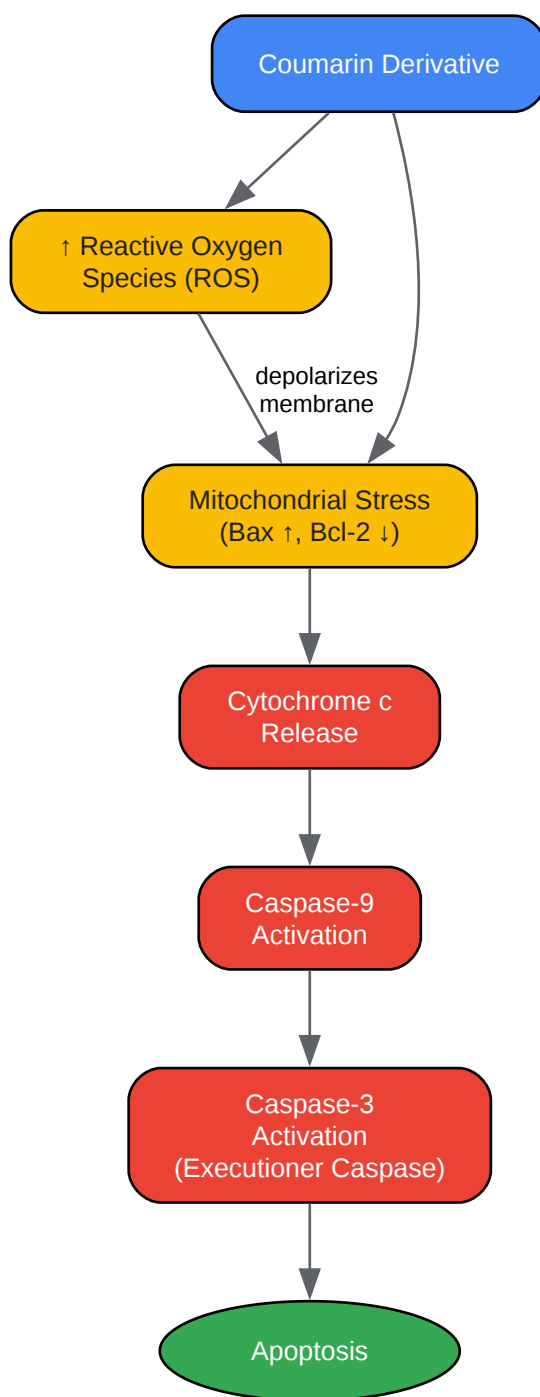 Coumarin Derivative
↑ Reactive Oxygen
Species (ROS)
depolarizes
membrane
Mitochondrial Stress
(Bax ↑, Bcl-2 ↓)
Cytochrome c
Release
Caspase-9
Activation
Caspase-3
Activation
(Executioner Caspase)
Apoptosis